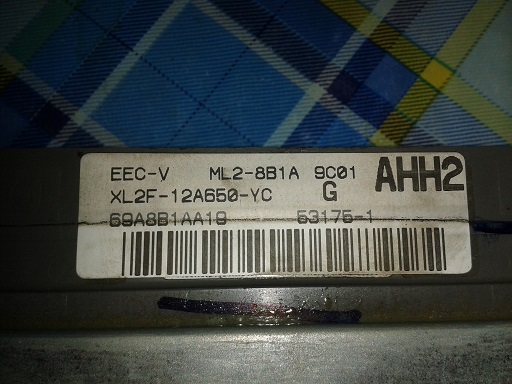 EEC-V ML2-8B1A 9C01 AHH2
XL2F-12A650-YC G
69A8B1AA19 53175-1